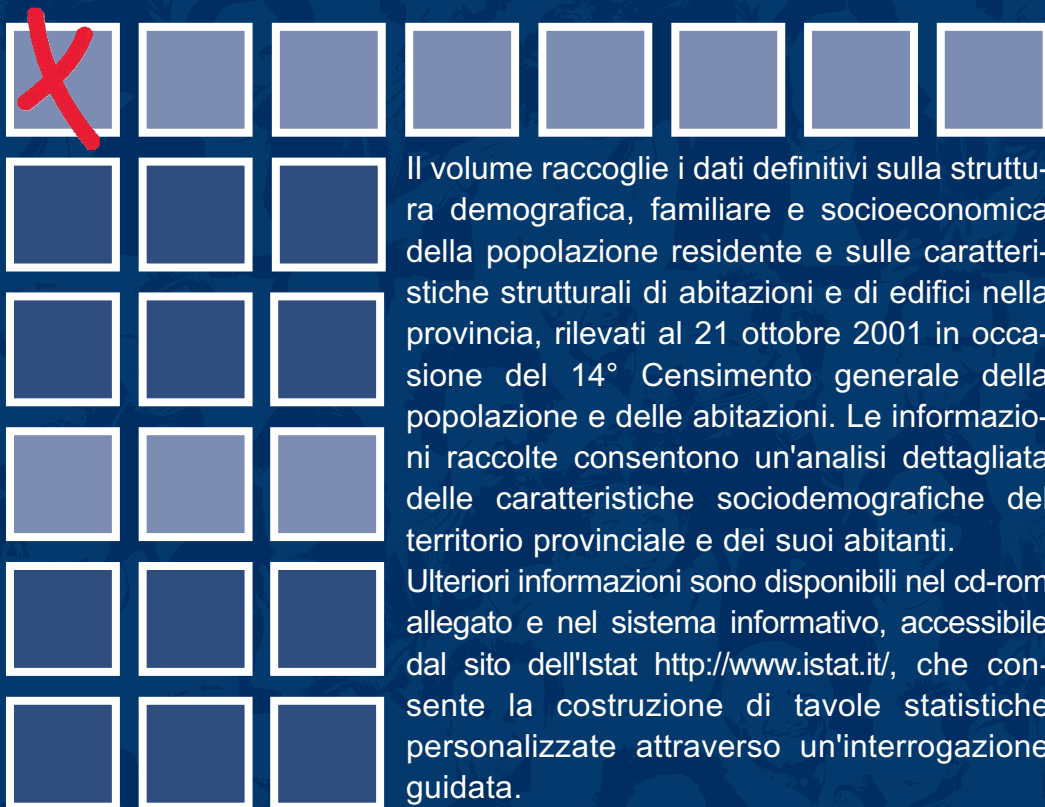 Il volume raccoglie i dati definitivi sulla struttu-
ra demografica, familiare e socioeconomica
della popolazione residente e sulle caratteri-
stiche strutturali di abitazioni e di edifici nella
provincia, rilevati al 21 ottobre 2001 in occa-
sione del 14° Censimento generale della
popolazione e delle abitazioni. Le informazio-
ni raccolte consentono un'analisi dettagliata
delle caratteristiche sociodemografiche del
territorio provinciale e dei suoi abitanti.
Ulteriori informazioni sono disponibili nel cd-rom
allegato e nel sistema informativo, accessibile
dal sito dell'Istat http://www.istat.it/, che con-
sente la costruzione di tavole statistiche
personalizzate attraverso un'interrogazione
guidata.